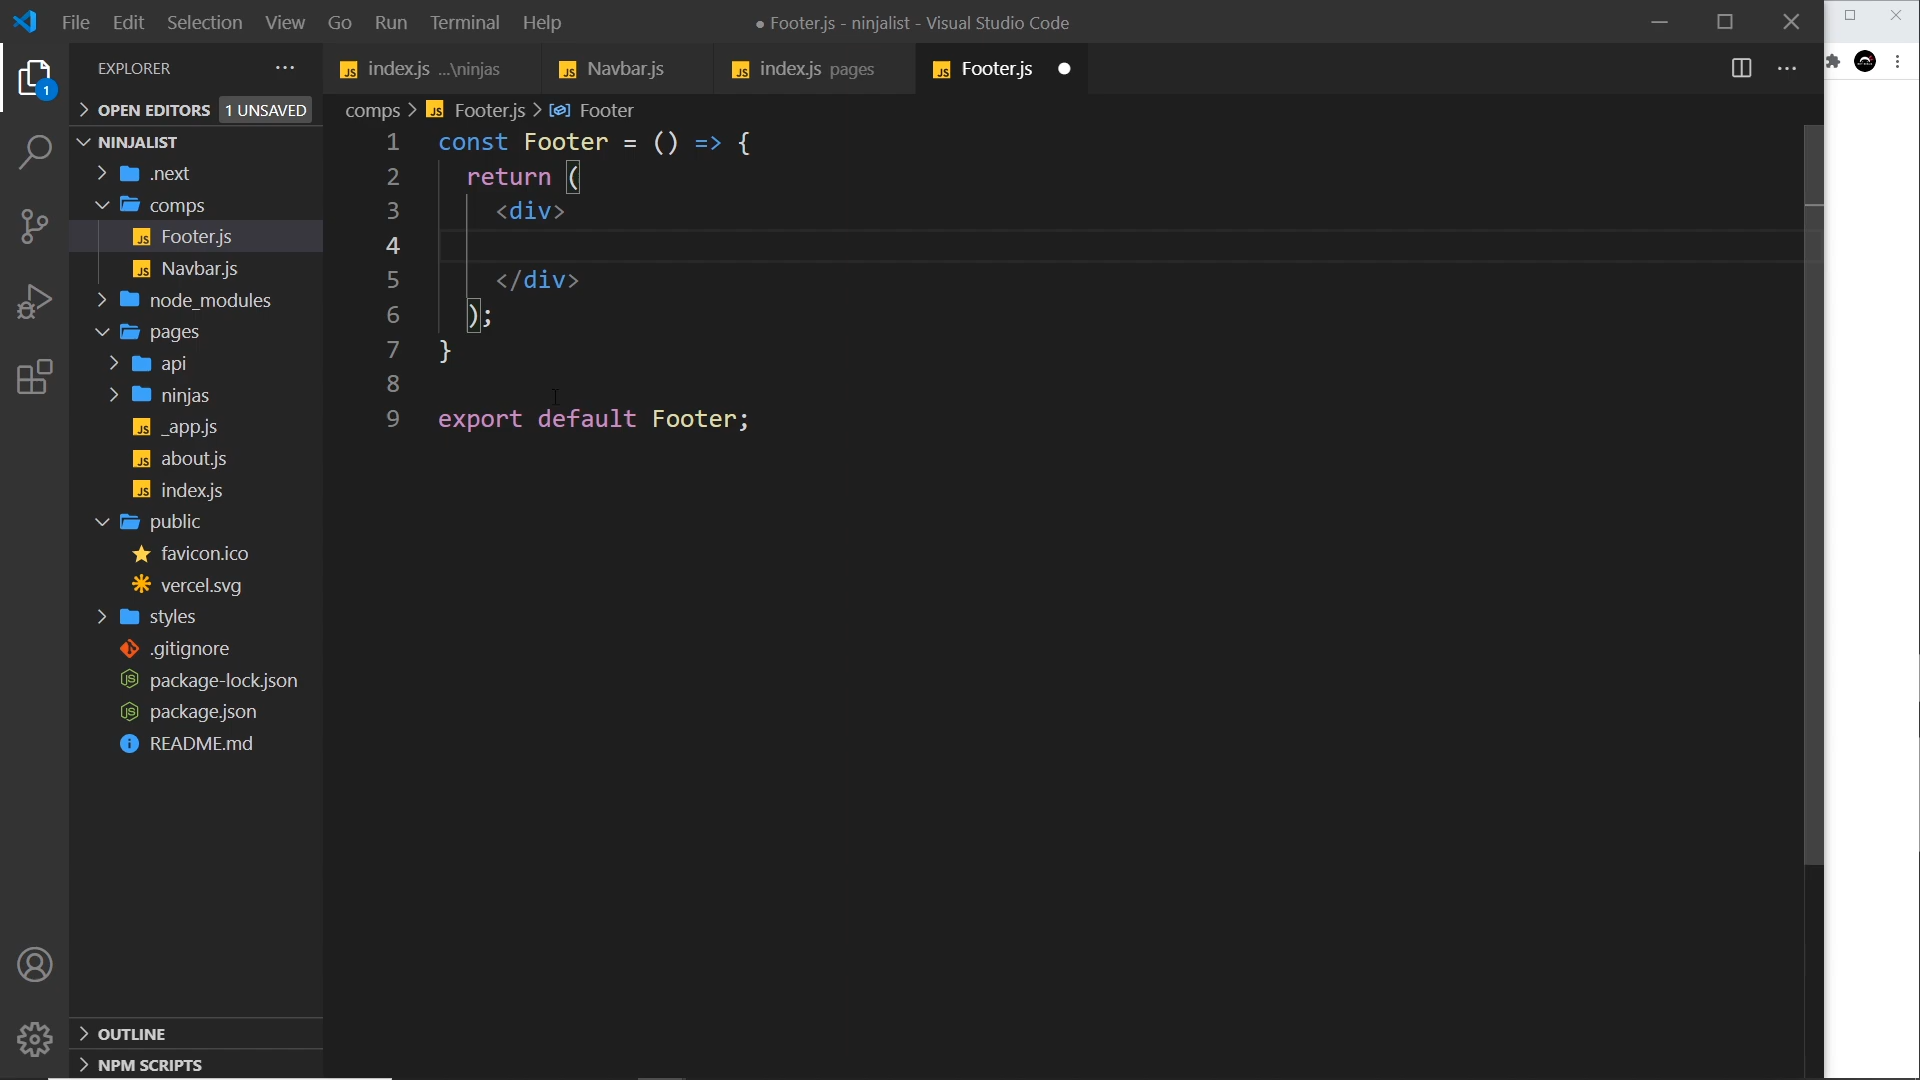 File Edit Selection View Go Run Terminal Help
● Footer.js - ninjalist - Visual Studio Code
EXPLORER
index.js ...\ninjas
Navbar.js
index.js pages
Footer.js
OPEN EDITORS
1 UNSAVED
comps > Footer.js > Footer
NINJALIST
.next
comps
Footer.js
Navbar.js
node_modules
pages
api
ninjas
_app.js
about.js
index.js
public
favicon.ico
vercel.svg
styles
.gitignore
package-lock.json
package.json
README.md
OUTLINE
NPM SCRIPTS
1
1 const Footer = () => {
2 return (
3 <div>
4
5 </div>
6 );
7 }
8
9 export default Footer;